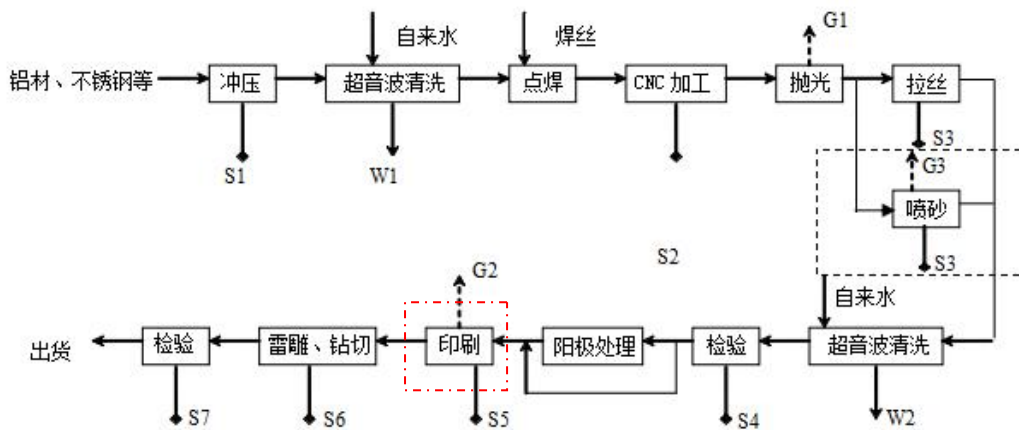 自来水
焊丝
G1
铝材、不锈钢等
冲压
超音波清洗
点焊
CNC 加工
抛光
拉丝
S1
W1
S3
G3
喷砂
S3
S2
G2
自来水
出货
检验
雷雕、钻切
印刷
阳极处理
检验
超音波清洗
S7
S6
S5
S4
W2